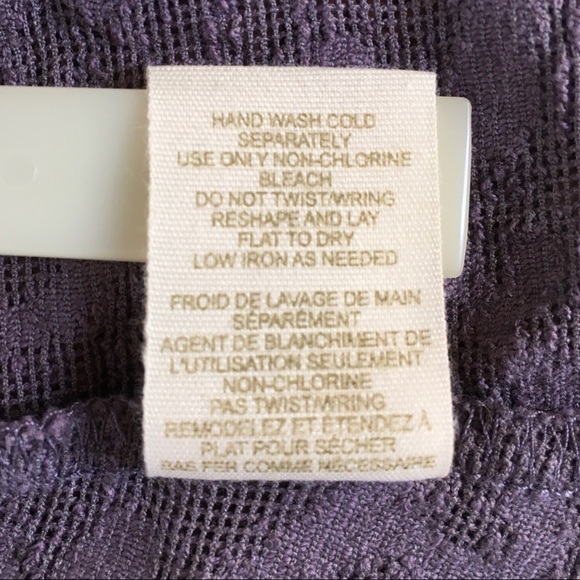 HAND WASH COLD
SEPARATELY
USE ONLY NON-CHLORINE
BLEACH
DO NOT TWIST/WRING
RESHAPE AND LAY
FLAT TO DRY
LOW IRON AS NEEDED
FROID DE LAVAGE DE MAIN
SÉPARÉMENT
AGENT DE BLANCHIMENT DE
L'UTILISATION SEULEMENT
NON-CHLORINE
PAS TWIST/WRING
REMODELEZ ET ÉTENDEZ À
PLAT POUR SÉCHER
BAS FER COMME NÉCESSAIRE